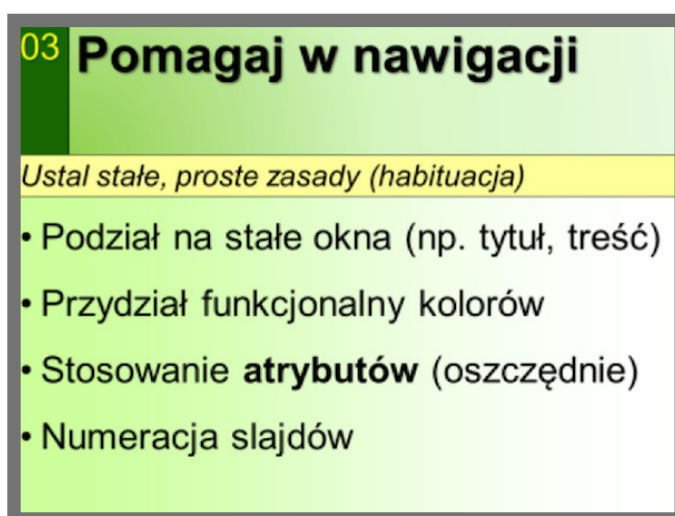 03 Pomagaj w nawigacji
Ustal stałe, proste zasady (habituacja)
• Podział na stałe okna (np. tytuł, treść)
• Przydział funkcjonalny kolorów
• Stosowanie atrybutów (oszczędnie)
• Numeracja slajdów